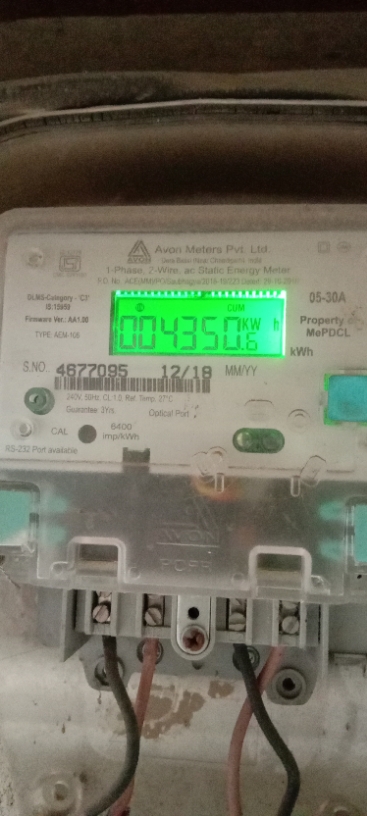 AVON
Avon Meters Pvt. Ltd.
1-Phase, 2-Wire, ac Static Energy Meter
DLMS-Category - 'C3'
IS:15959
Firmware Ver.: AA1.00
TYPE: AEM-108
CUM
004350.6 KW h
kWh
05-30A
Property of
MePDCL
S.NO. 4677095 12/18 MM/YY
240V, 50Hz, CL 1.0, Ref. Temp. 27°C
Guarantee: 3Yrs. Optical Port
CAL 6400
imp/kWh
RS-232 Port available